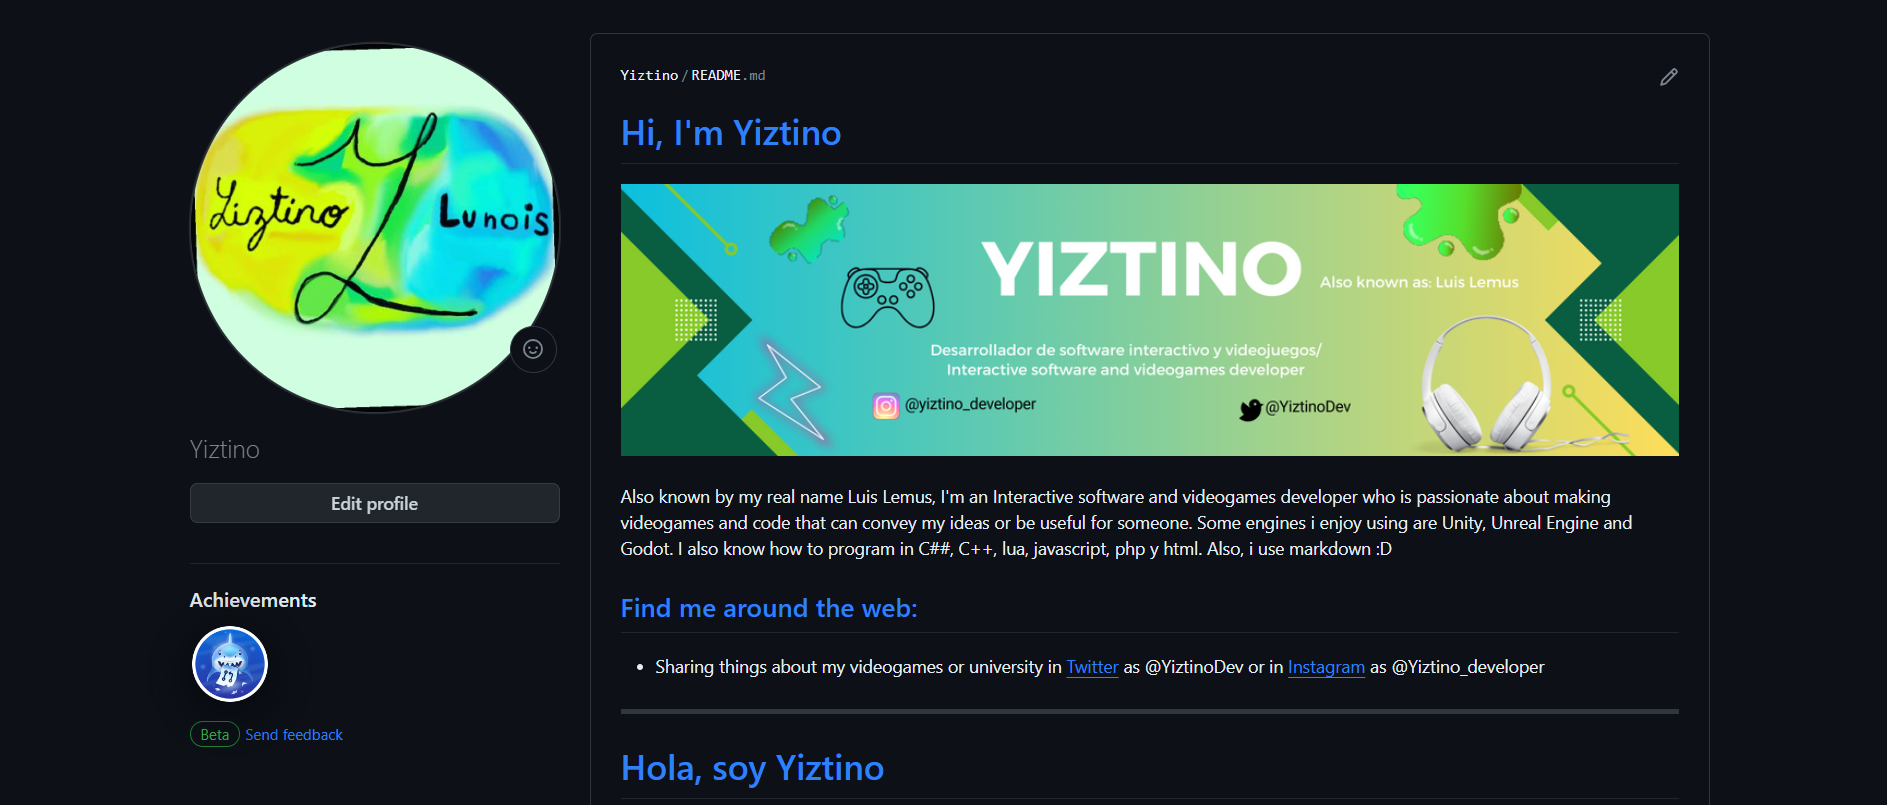 Yiztino Lunois
Yiztino
Edit profile
Achievements
Beta Send feedback
Yiztino/README.md
Hi, I'm Yiztino
YIZTINO
Also known as: Luis Lemus
Desarrollador de software interactivo y videojuegos/
Interactive software and videogames developer
@yiztino_developer
@YiztinoDev
Also known by my real name Luis Lemus, I'm an Interactive software and videogames developer who is passionate about making
videogames and code that can convey my ideas or be useful for someone. Some engines i enjoy using are Unity, Unreal Engine and
Godot. I also know how to program in C##, C++, lua, javascript, php y html. Also, i use markdown :D
Find me around the web:
• Sharing things about my videogames or university in Twitter as @YiztinoDev or in Instagram as @Yiztino_developer
Hola, soy Yiztino